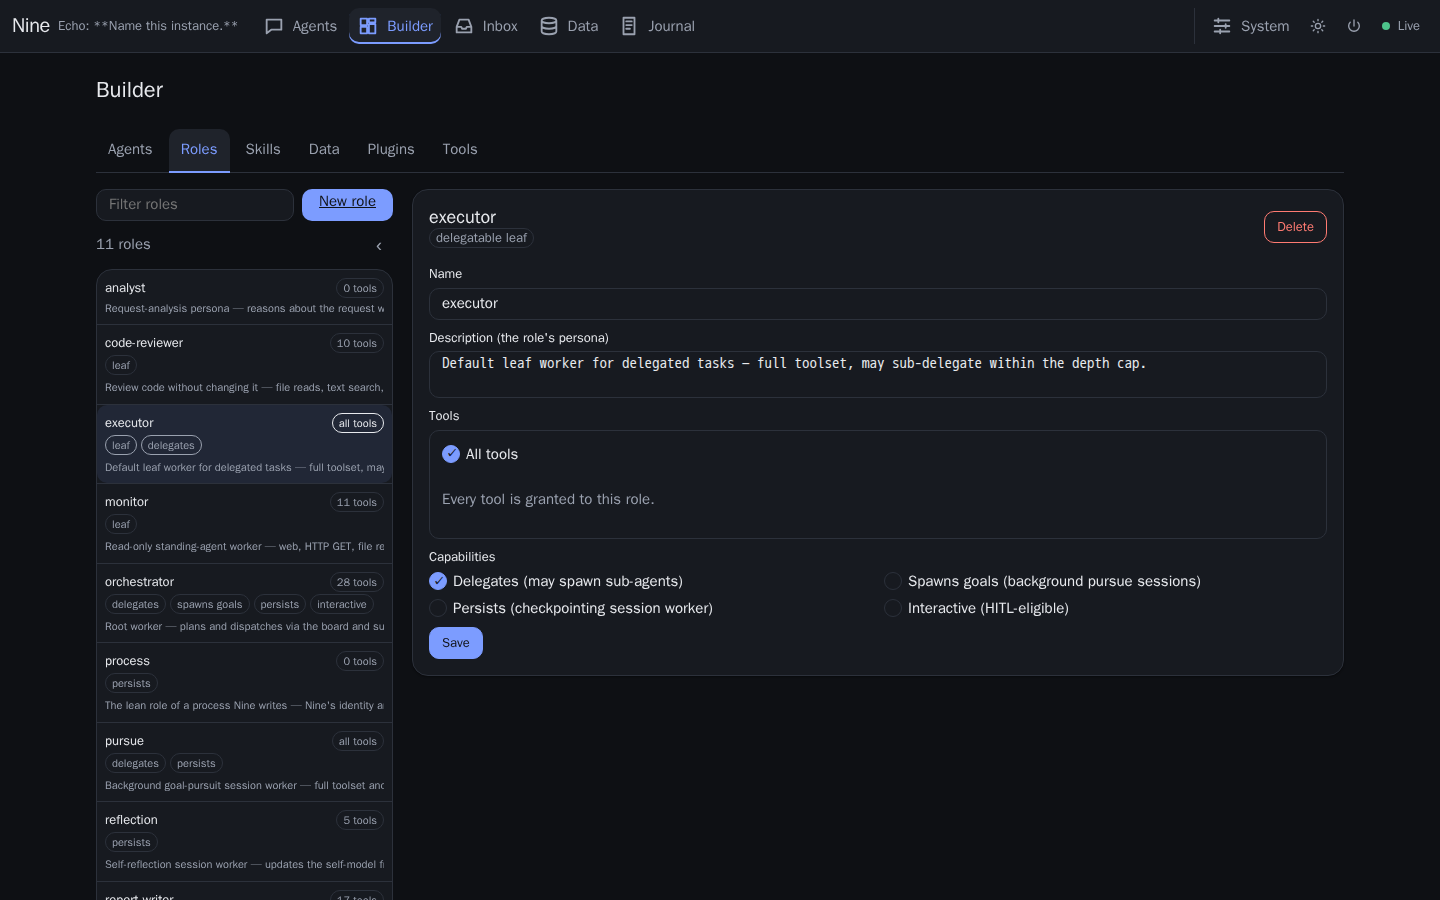 Nine Echo: **Name this instance.** Agents Builder Inbox Data Journal System Live
Builder
Agents Roles Skills Data Plugins Tools
Filter roles New role
11 roles
analyst 0 tools
Request-analysis persona — reasons about the request w
code-reviewer 10 tools
leaf
Review code without changing it — file reads, text search,
executor all tools
leaf delegates
Default leaf worker for delegated tasks — full toolset, may
monitor 11 tools
leaf
Read-only standing-agent worker — web, HTTP GET, file re
orchestrator 28 tools
delegates spawns goals persists interactive
Root worker — plans and dispatches via the board and su
process 0 tools
persists
The lean role of a process Nine writes — Nine's identity a
pursue all tools
delegates persists
Background goal-pursuit session worker — full toolset and
reflection 5 tools
persists
Self-reflection session worker — updates the self-model f
report-writer 17 tools
executor
delegatable leaf
Delete
Name
executor
Description (the role's persona)
Default leaf worker for delegated tasks — full toolset, may sub-delegate within the depth cap.
Tools
All tools
Every tool is granted to this role.
Capabilities
Delegates (may spawn sub-agents) Spawns goals (background pursue sessions)
Persists (checkpointing session worker) Interactive (HITL-eligible)
Save